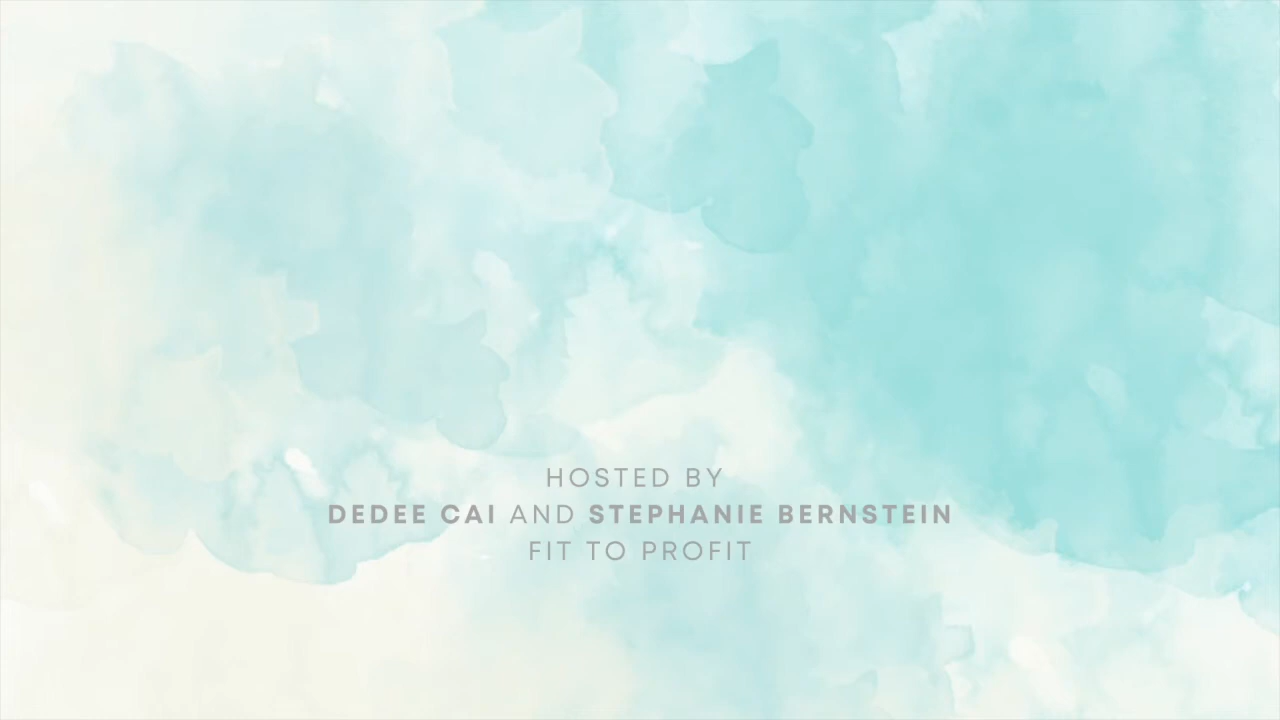 HOSTED BY
DEDEE CAI AND STEPHANIE BERNSTEIN
FIT TO PROFIT